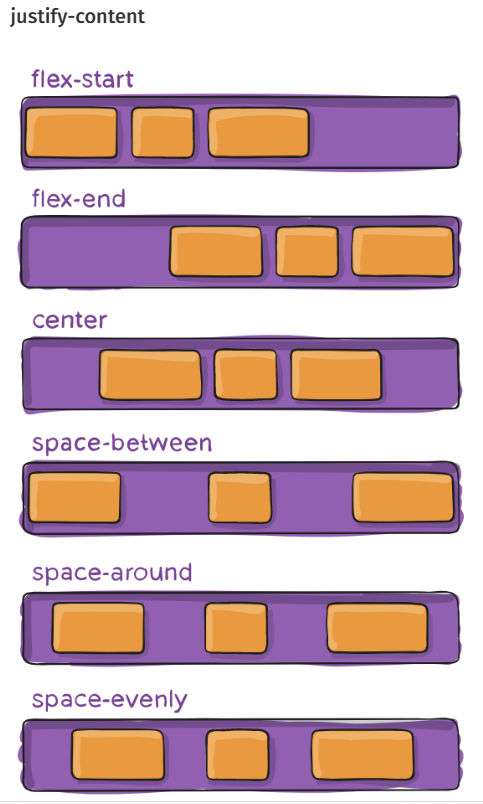 justify-content
flex-start
flex-end
center
space-between
space-around
space-evenly